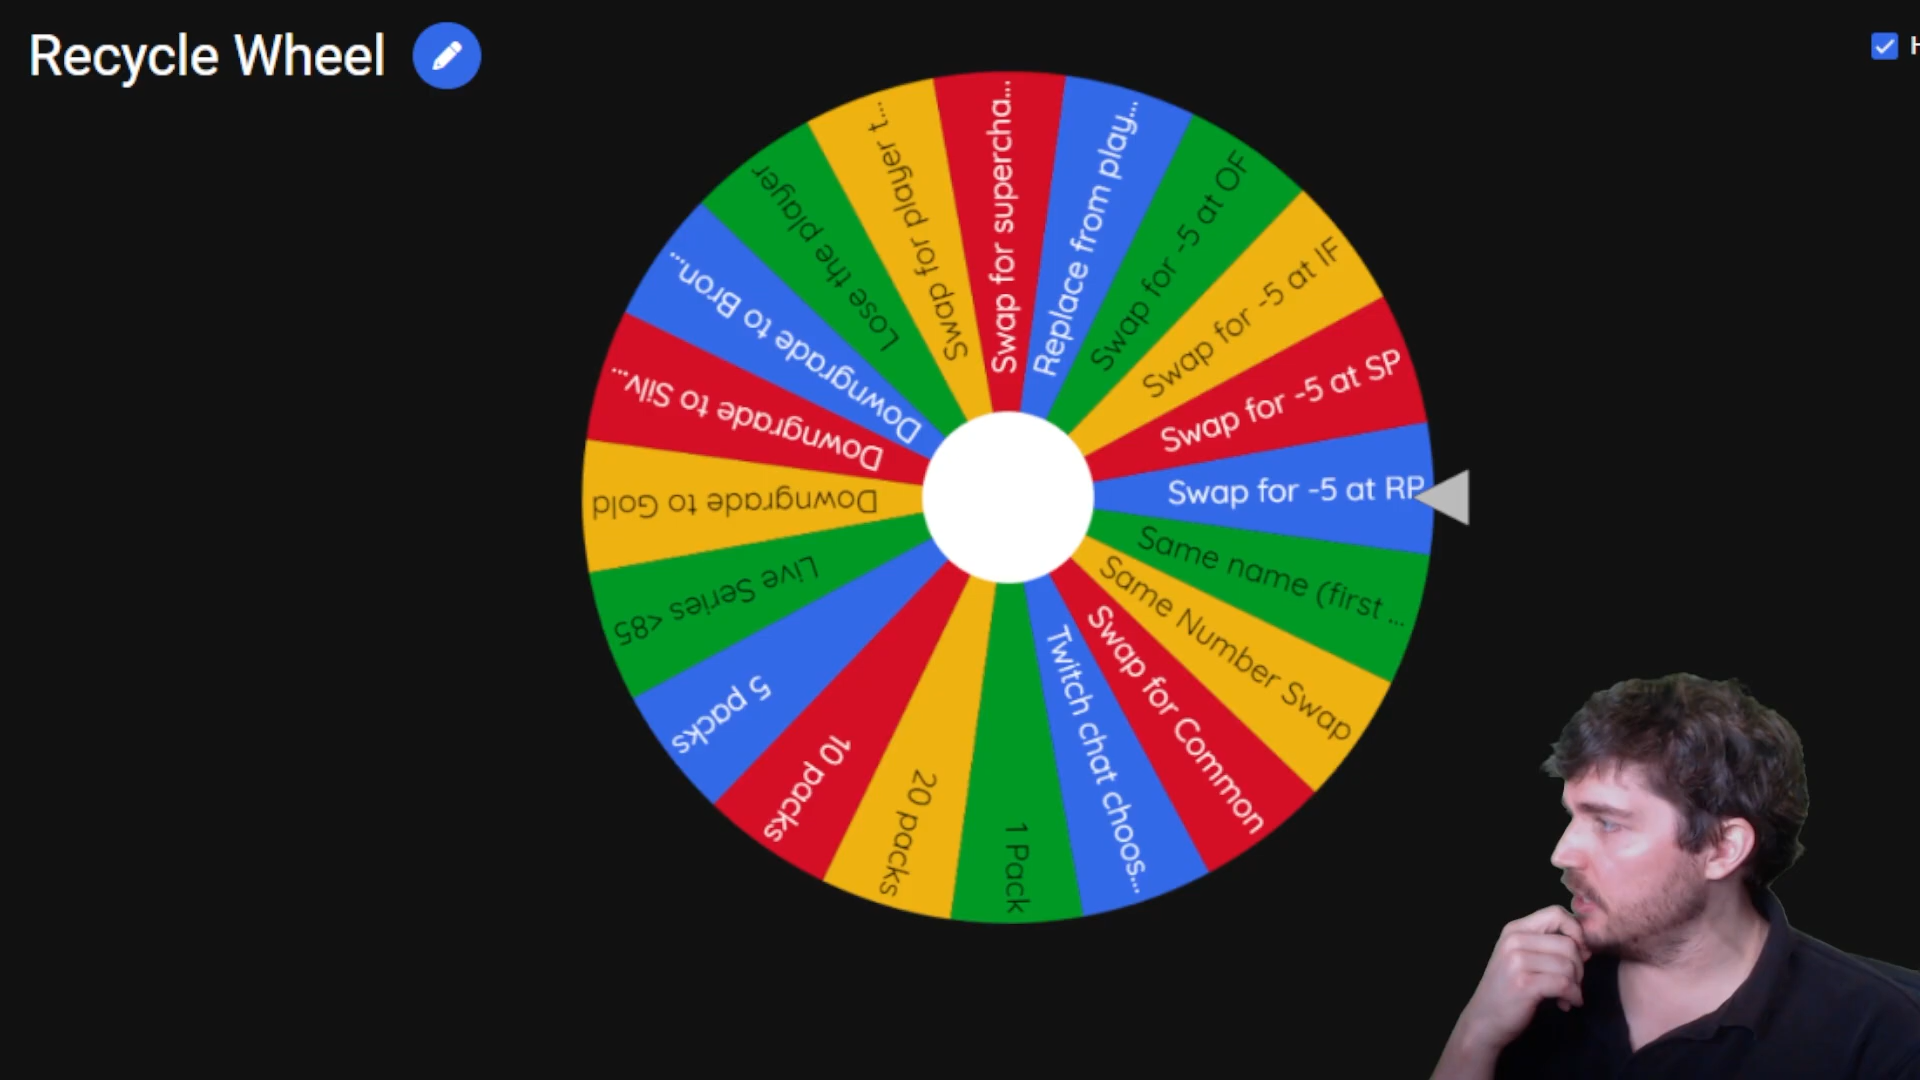 Recycle Wheel
H
Swap for supercha...
Replace from play...
Swap for -5 at OF
Swap for -5 at IF
Swap for -5 at SP
Swap for -5 at RP
Same name (first ...
Same Number Swap
Swap for Common
Twitch chat choos...
1 Pack
20 packs
10 packs
5 packs
Live Series <85
Downgrade to Gold
Downgrade to Silv...
Downgrade to Bron...
Lose the player
Swap for player t...